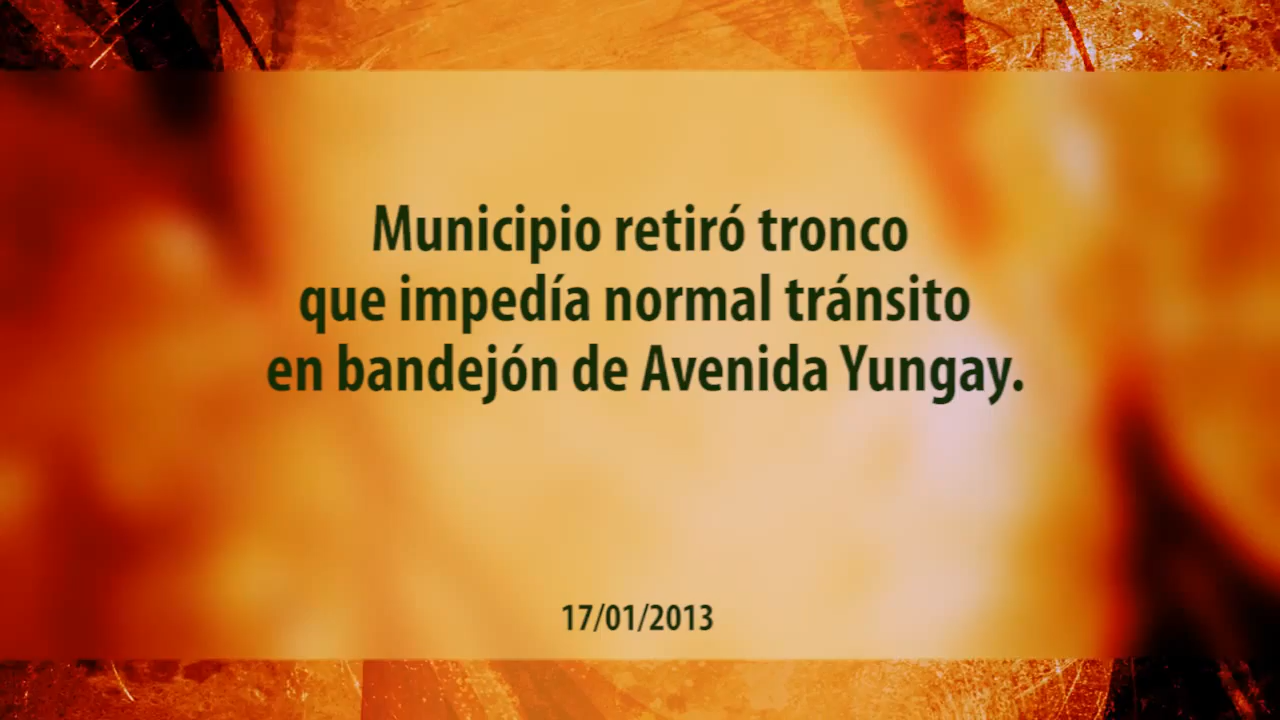 Municipio retiró tronco
que impedía normal tránsito
en bandejón de Avenida Yungay.
17/01/2013